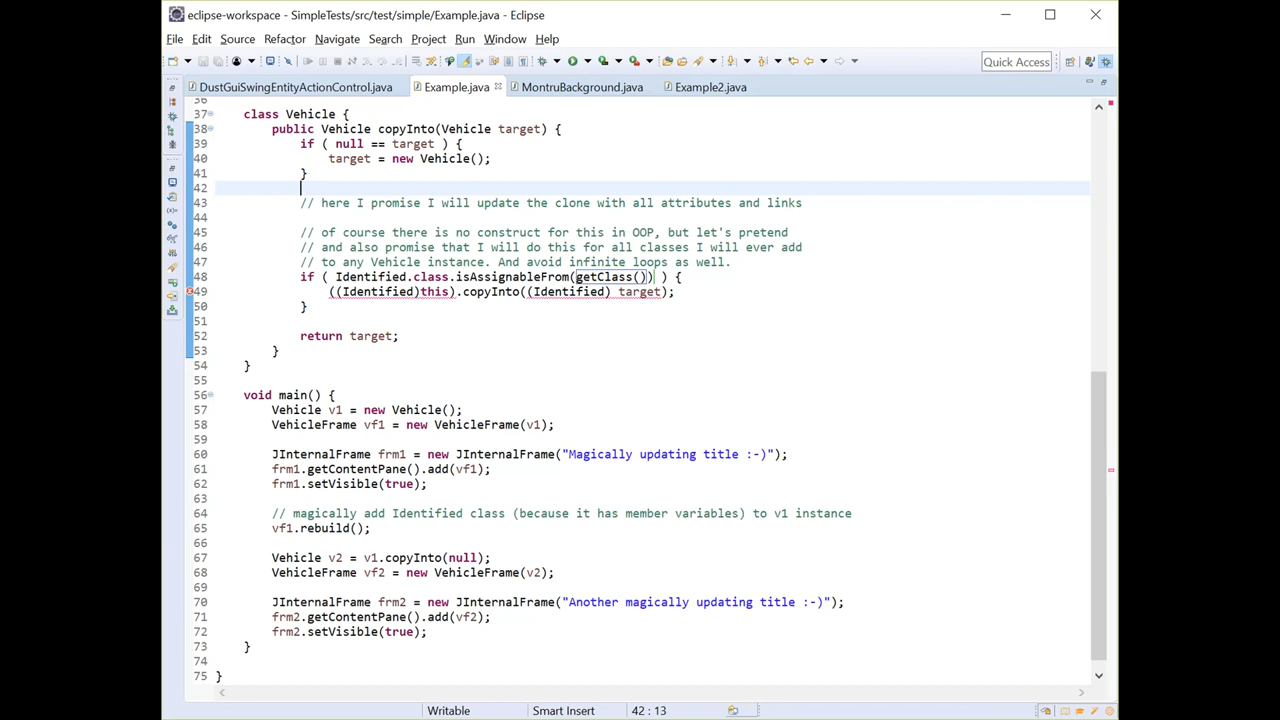 eclipse-workspace - SimpleTests/src/test/simple/Example.java - Eclipse
File Edit Source Refactor Navigate Search Project Run Window Help
Quick Access
DustGuiSwingEntityActionControl.java Example.java MontruBackground.java Example2.java
36
37 class Vehicle {
38 public Vehicle copyInto(Vehicle target) {
39 if ( null == target ) {
40 target = new Vehicle();
41 }
42
43 // here I promise I will update the clone with all attributes and links
44
45 // of course there is no construct for this in OOP, but let's pretend
46 // and also promise that I will do this for all classes I will ever add
47 // to any Vehicle instance. And avoid infinite loops as well.
48 if ( Identified.class.isAssignableFrom(getClass()) ) {
49 ((Identified)this).copyInto((Identified) target);
50 }
51
52 return target;
53 }
54 }
55
56 void main() {
57 Vehicle v1 = new Vehicle();
58 VehicleFrame vf1 = new VehicleFrame(v1);
59
60 JInternalFrame frm1 = new JInternalFrame("Magically updating title :-)");
61 frm1.getContentPane().add(vf1);
62 frm1.setVisible(true);
63
64 // magically add Identified class (because it has member variables) to v1 instance
65 vf1.rebuild();
66
67 Vehicle v2 = v1.copyInto(null);
68 VehicleFrame vf2 = new VehicleFrame(v2);
69
70 JInternalFrame frm2 = new JInternalFrame("Another magically updating title :-)");
71 frm2.getContentPane().add(vf2);
72 frm2.setVisible(true);
73 }
74
75 }
Writable Smart Insert 42 : 13